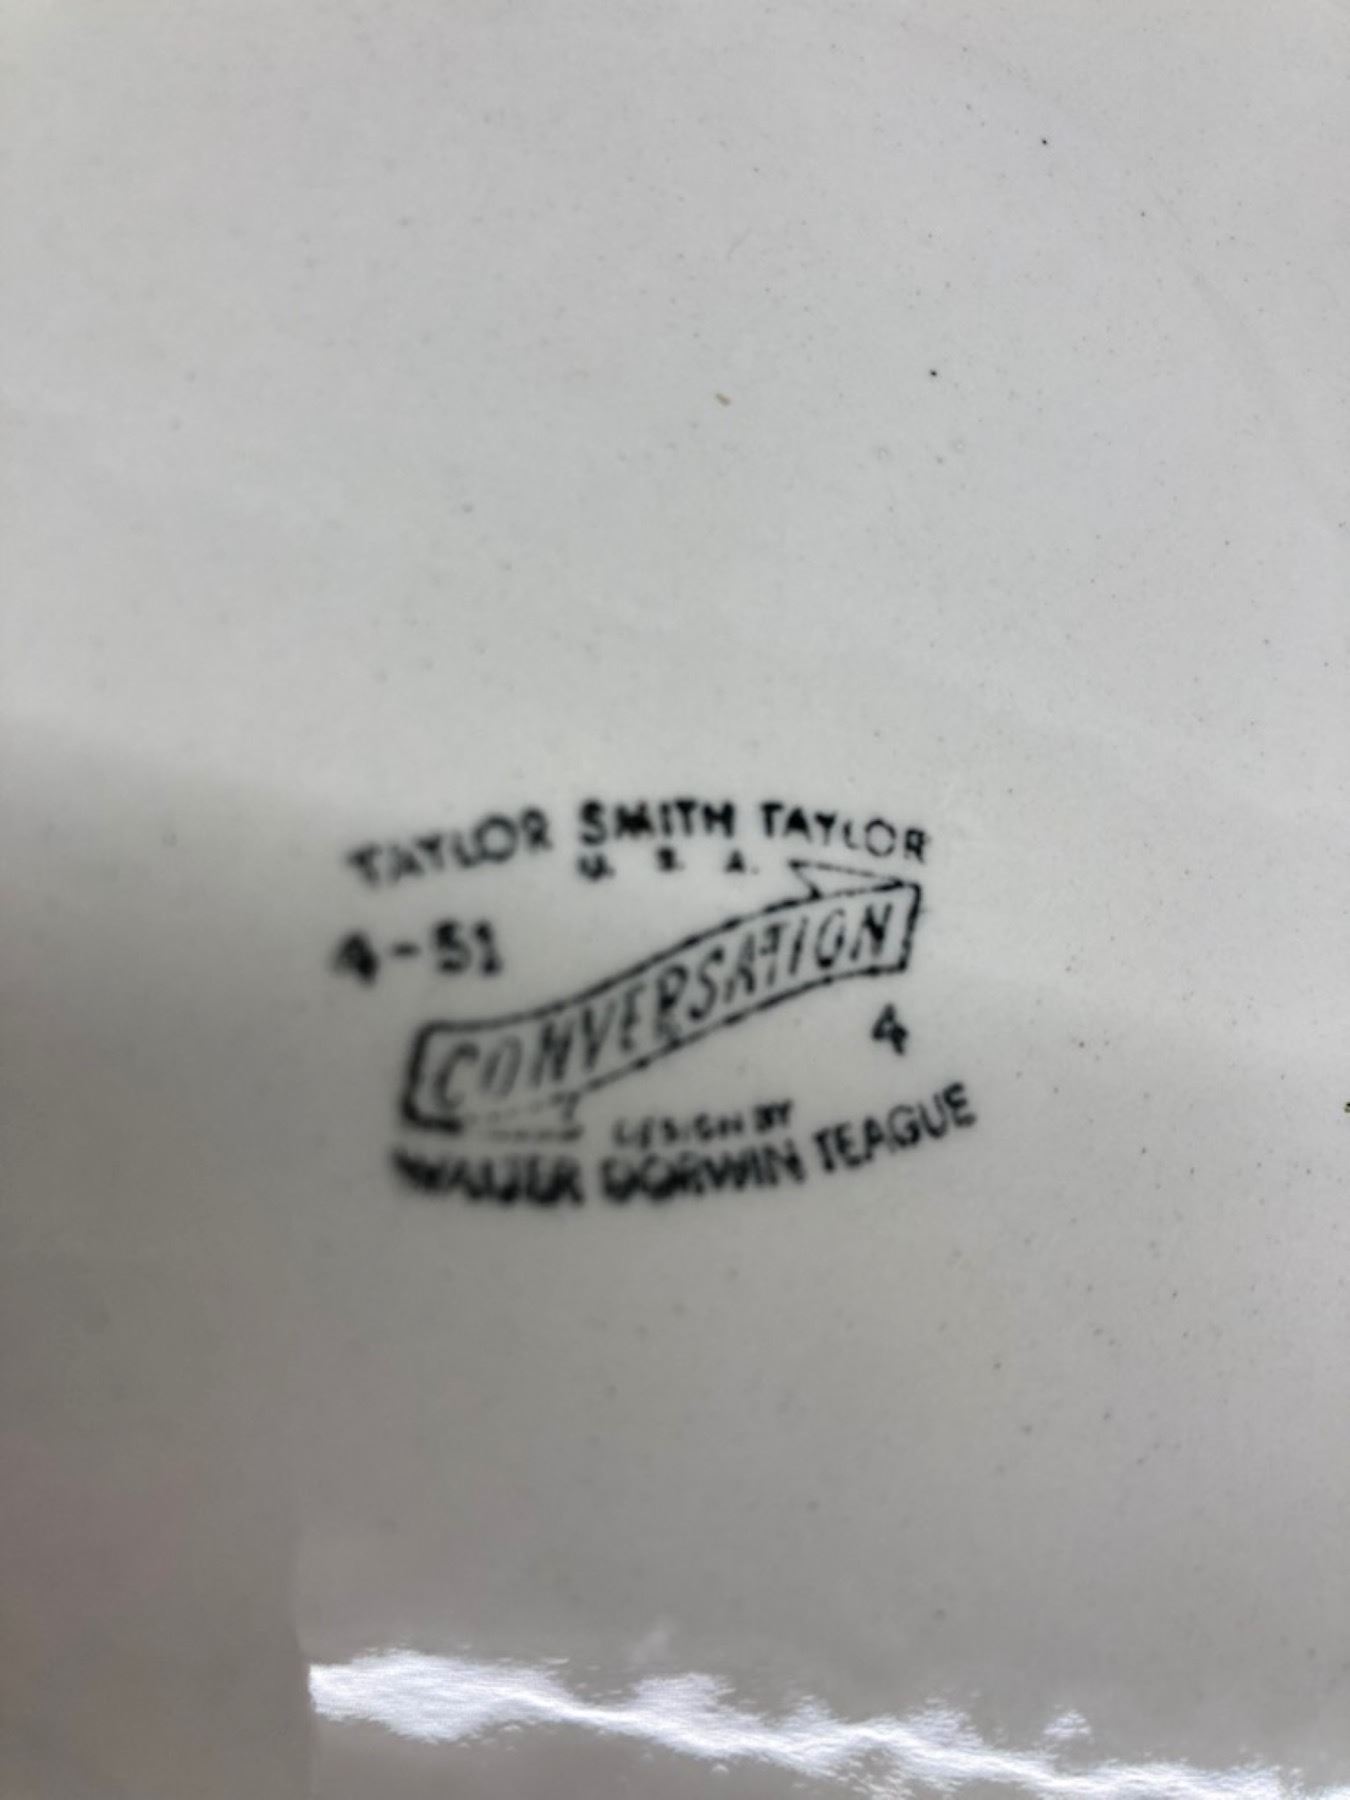 TAYLOR SMITH TAYLOR
U. S. A.
4-51
CONVERSATION
4
DESIGN BY
WALTER DORWIN TEAGUE